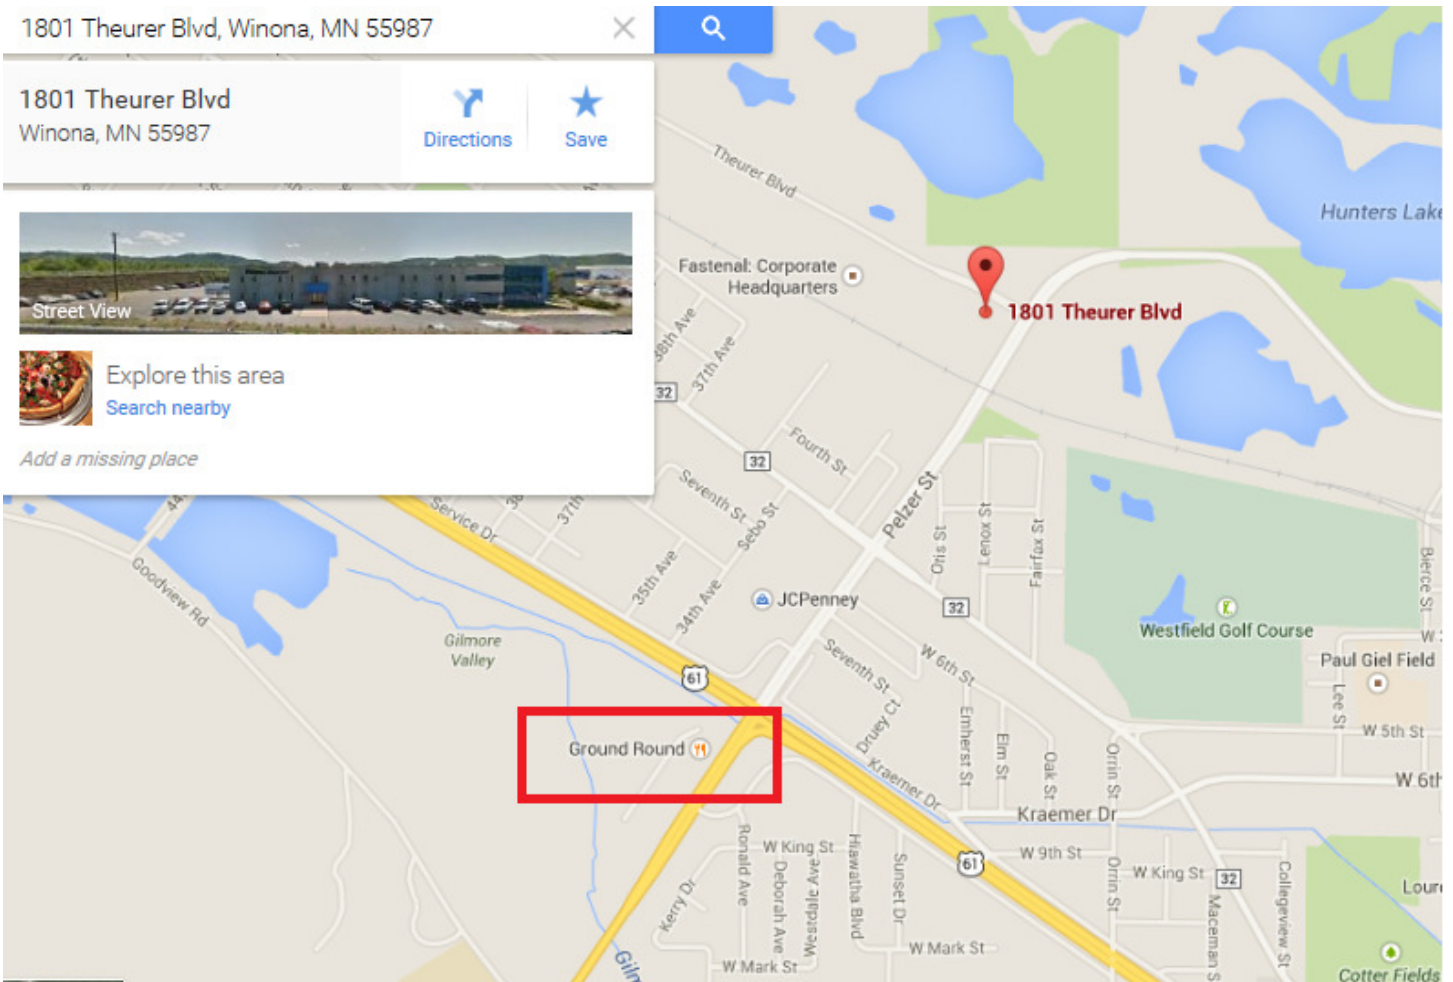 1801 Theurer Blvd, Winona, MN 55987
1801 Theurer Blvd
Winona, MN 55987
Directions
Save
Street View
Explore this area
Search nearby
Add a missing place
Theurer Blvd
Hunters Lake
Fastenal: Corporate
Headquarters
1801 Theurer Blvd
38th Ave
37th Ave
32
Fourth St
32
Seventh St
Sebo St
Pelzer St
Otis St
Lenox St
Fairfax St
Bierce St
44th
Service Dr
37th
35th Ave
34th Ave
JCPenney
32
Westfield Golf Course
Goodview Rd
Gilmore
Valley
61
Seventh St
W 6th St
Paul Giel Field
Lee St
W 5th St
Druey Ct
Emherst St
Elm St
Oak St
Orrin St
Ground Round
Kraemer Dr
W 6th
Kraemer Dr
Ronald Ave
W King St
Deborah Ave
Westdale Ave
Hiawatha Blvd
Sunset Dr
61
W 9th St
Orrin St
W King St
32
Collegeview St
Maceman S
Kerry Dr
W Mark St
W Mark St
Cotter Fields